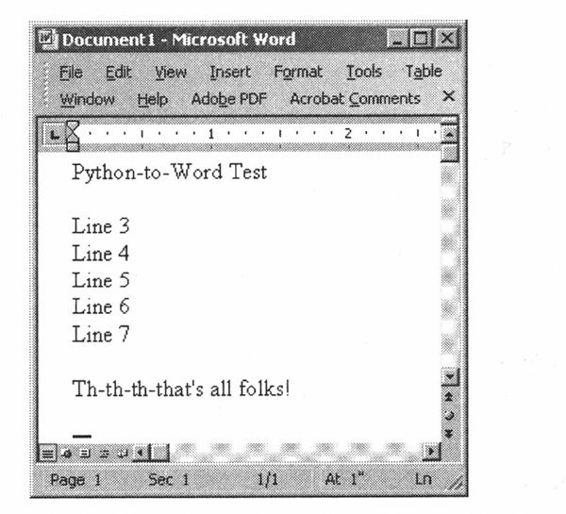 Document1 - Microsoft Word
File Edit View Insert Format Tools Table
Window Help Adobe PDF Acrobat Comments
1 2
Python-to-Word Test
Line 3
Line 4
Line 5
Line 6
Line 7
Th-th-th-that's all folks!
Page 1 Sec 1 1/1 At 1" Ln